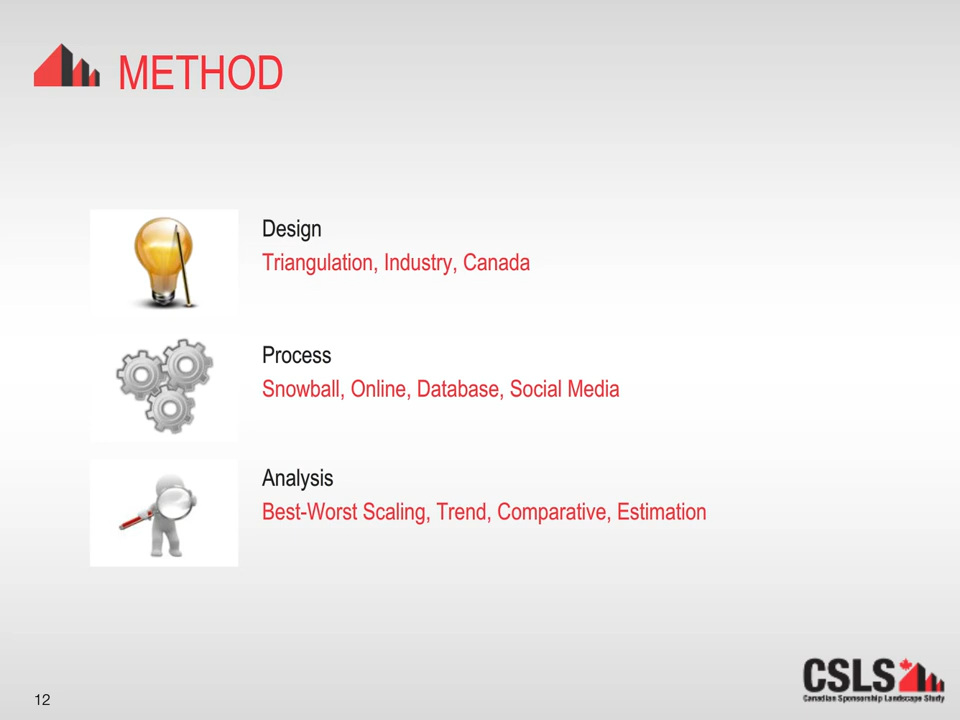 METHOD
Design
Triangulation, Industry, Canada
Process
Snowball, Online, Database, Social Media
Analysis
Best-Worst Scaling, Trend, Comparative, Estimation
CSLS
Canadian Sponsorship Landscape Study
12